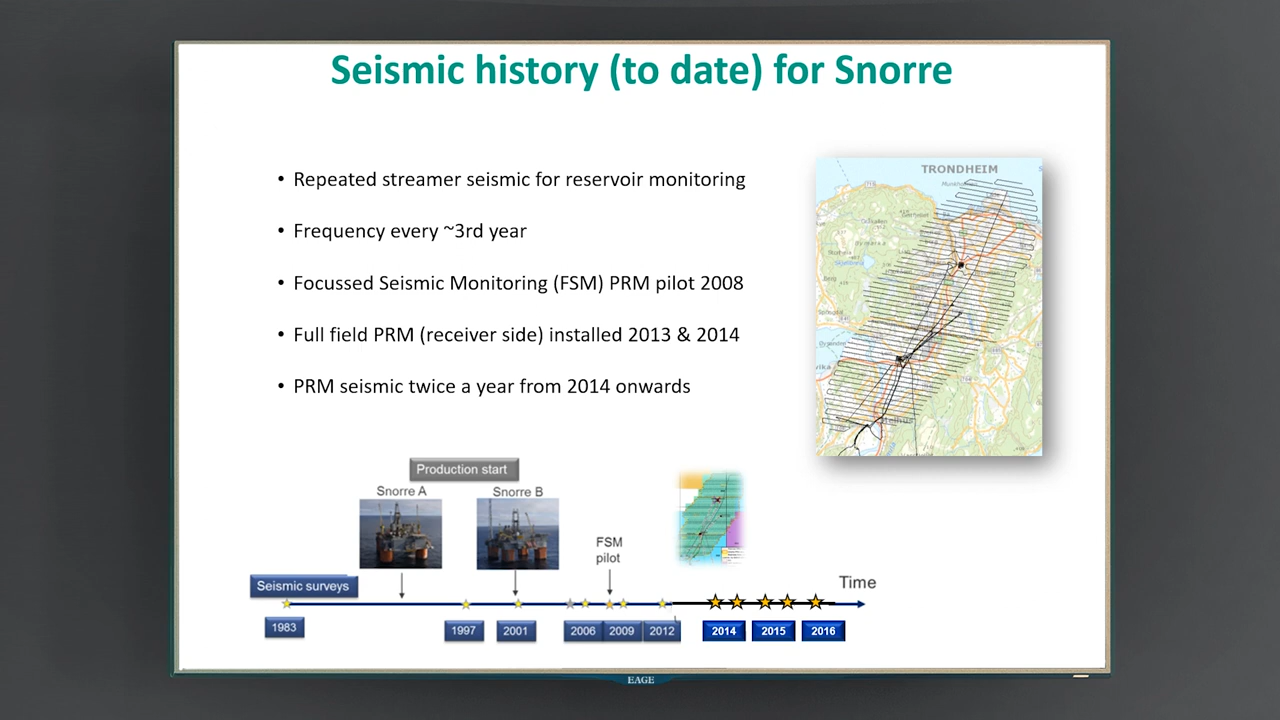 Seismic history (to date) for Snorre
• Repeated streamer seismic for reservoir monitoring
• Frequency every ~3rd year
• Focussed Seismic Monitoring (FSM) PRM pilot 2008
• Full field PRM (receiver side) installed 2013 & 2014
• PRM seismic twice a year from 2014 onwards
TRONDHEIM
Production start
Snorre A
Snorre B
FSM
pilot
Seismic surveys
Time
1983
1997
2001
2006
2009
2012
2014
2015
2016
EAGE